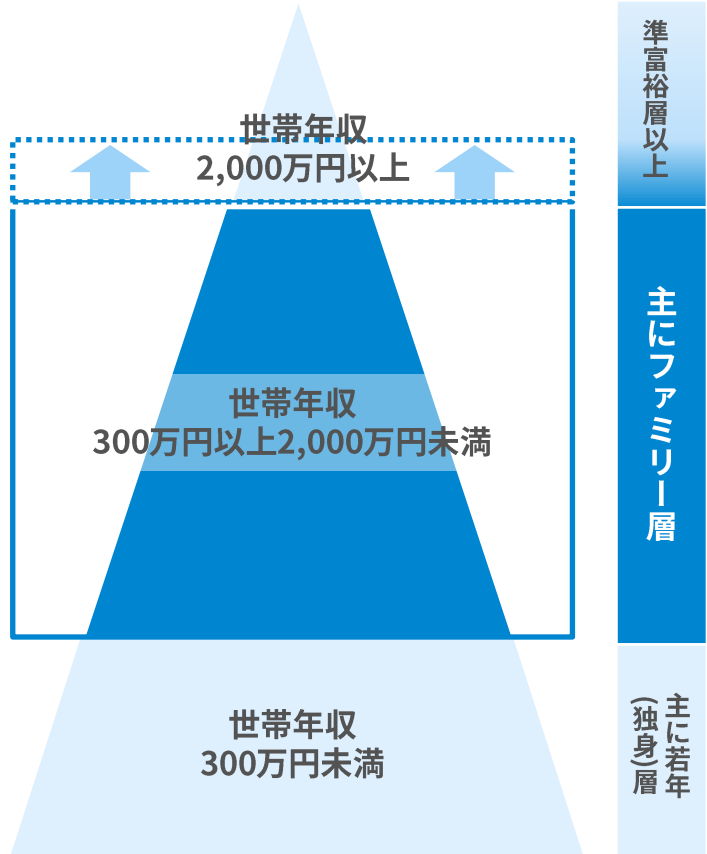 世帯年収
2,000万円以上
準富裕層以上
世帯年収
300万円以上2,000万円未満
主にファミリー層
世帯年収
300万円未満
主に若年
(独身)層